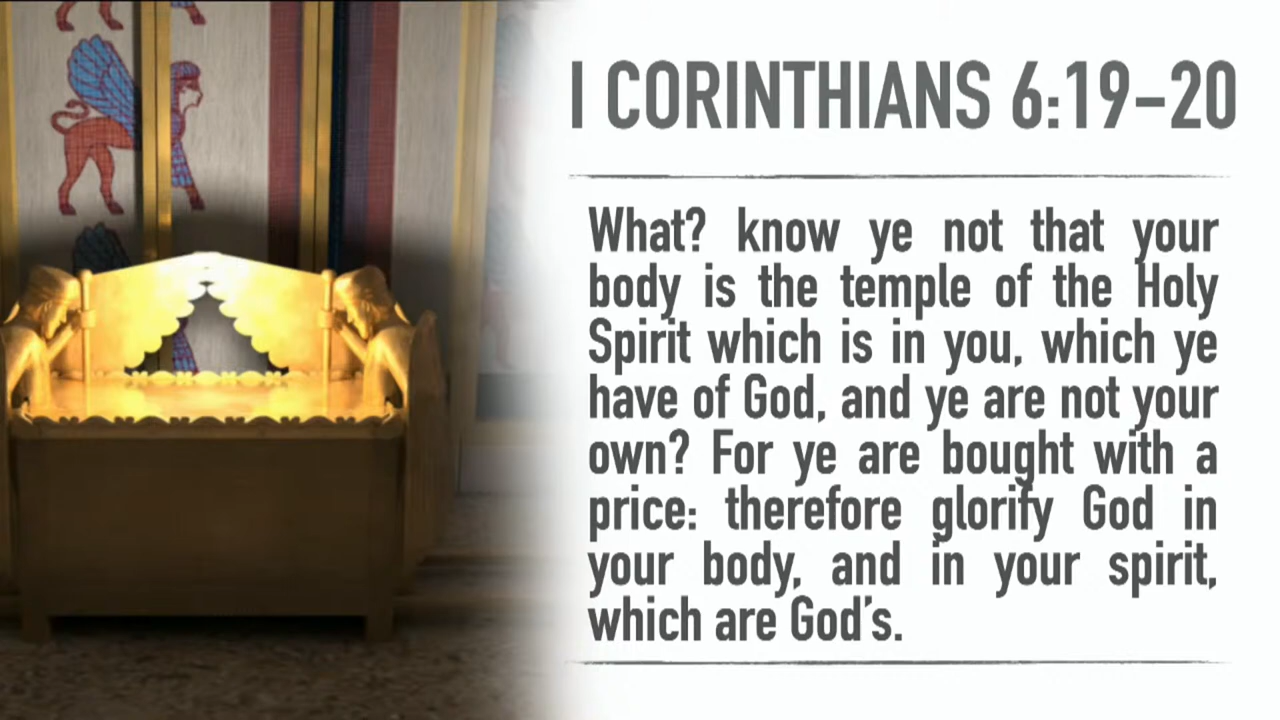 I CORINTHIANS 6:19-20
What? know ye not that your
body is the temple of the Holy
Spirit which is in you, which ye
have of God, and ye are not your
own? For ye are bought with a
price: therefore glorify God in
your body, and in your spirit,
which are God's.